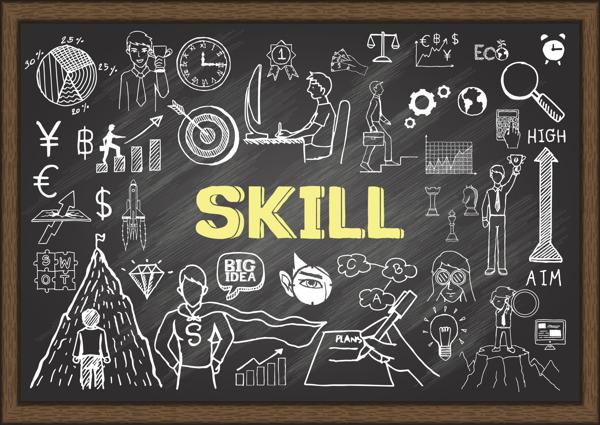 25%
30%
25%
20%
€ ฿ $
¥
ECO
1
¥
฿
HIGH
€
$
SKILL
S W
O T
BIG
IDEA
AIM
C
B
A
S
PLANS